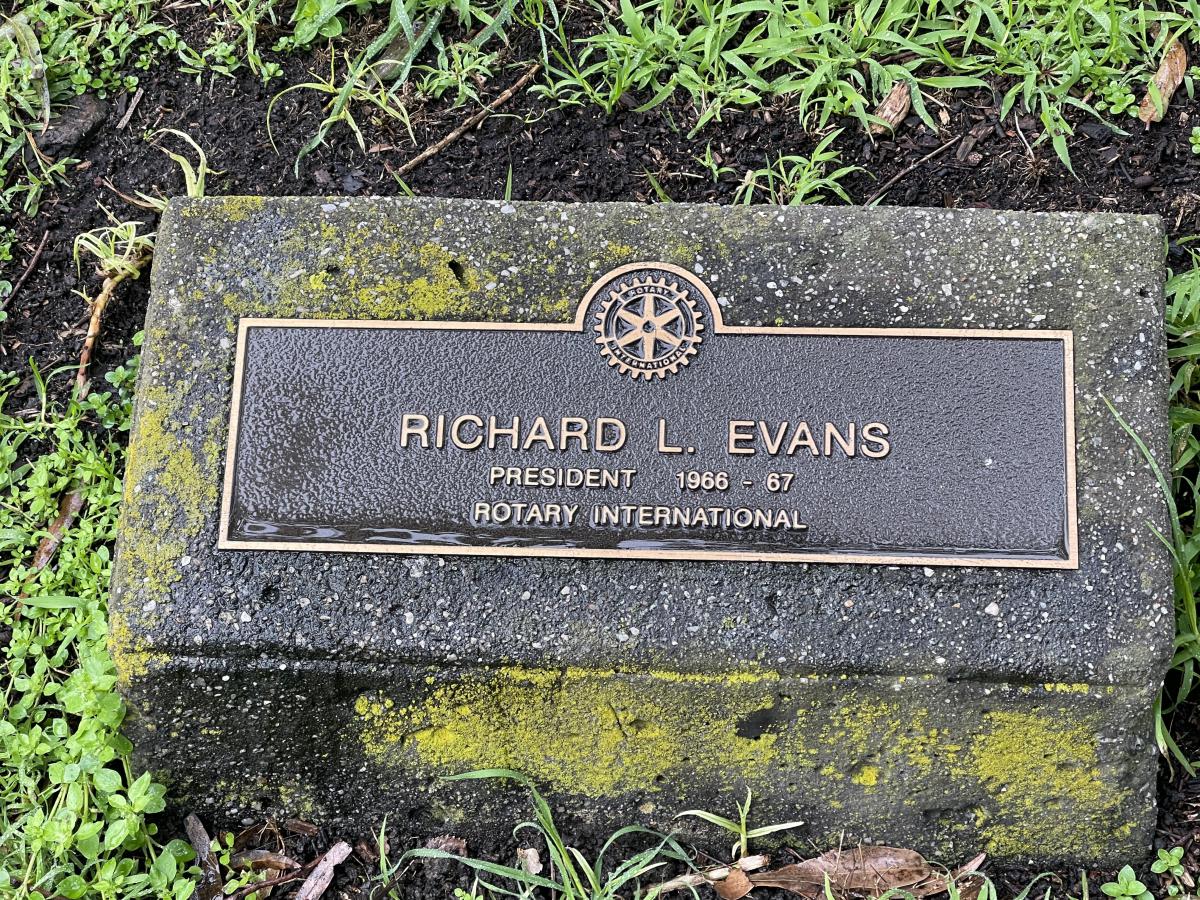 ROTARY
INTERNATIONAL
RICHARD L. EVANS
PRESIDENT 1966 - 67
ROTARY INTERNATIONAL